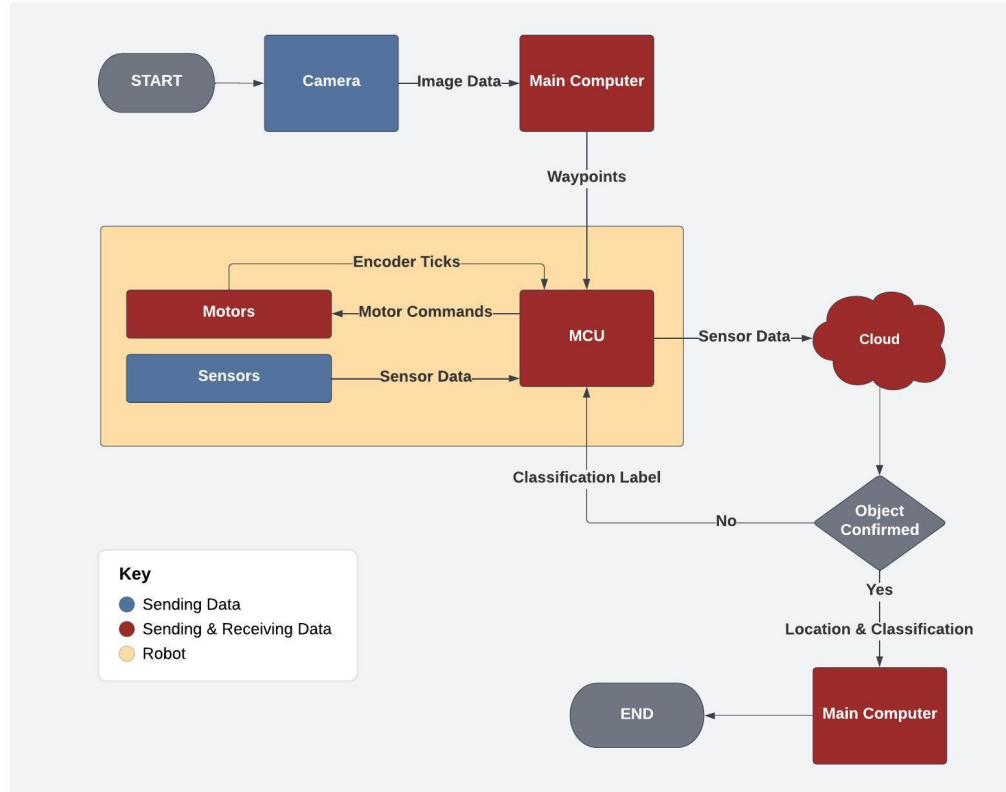 START
Camera
Image Data
Main Computer
Waypoints
Encoder Ticks
Motors
Motor Commands
MCU
Sensor Data
Cloud
Sensors
Sensor Data
Classification Label
No
Object
Confirmed
Key
Sending Data
Sending & Receiving Data
Robot
Yes
Location & Classification
Main Computer
END